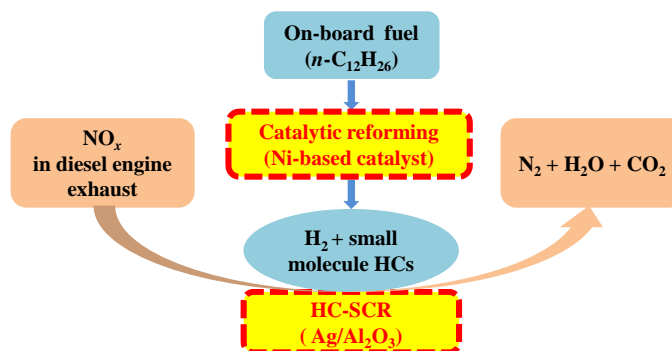 On-board fuel
(n-C₁₂H₂₆)
Catalytic reforming
(Ni-based catalyst)
NOₓ
in diesel engine
exhaust
N₂ + H₂O + CO₂
H₂ + small
molecule HCs
HC-SCR
( Ag/Al₂O₃)